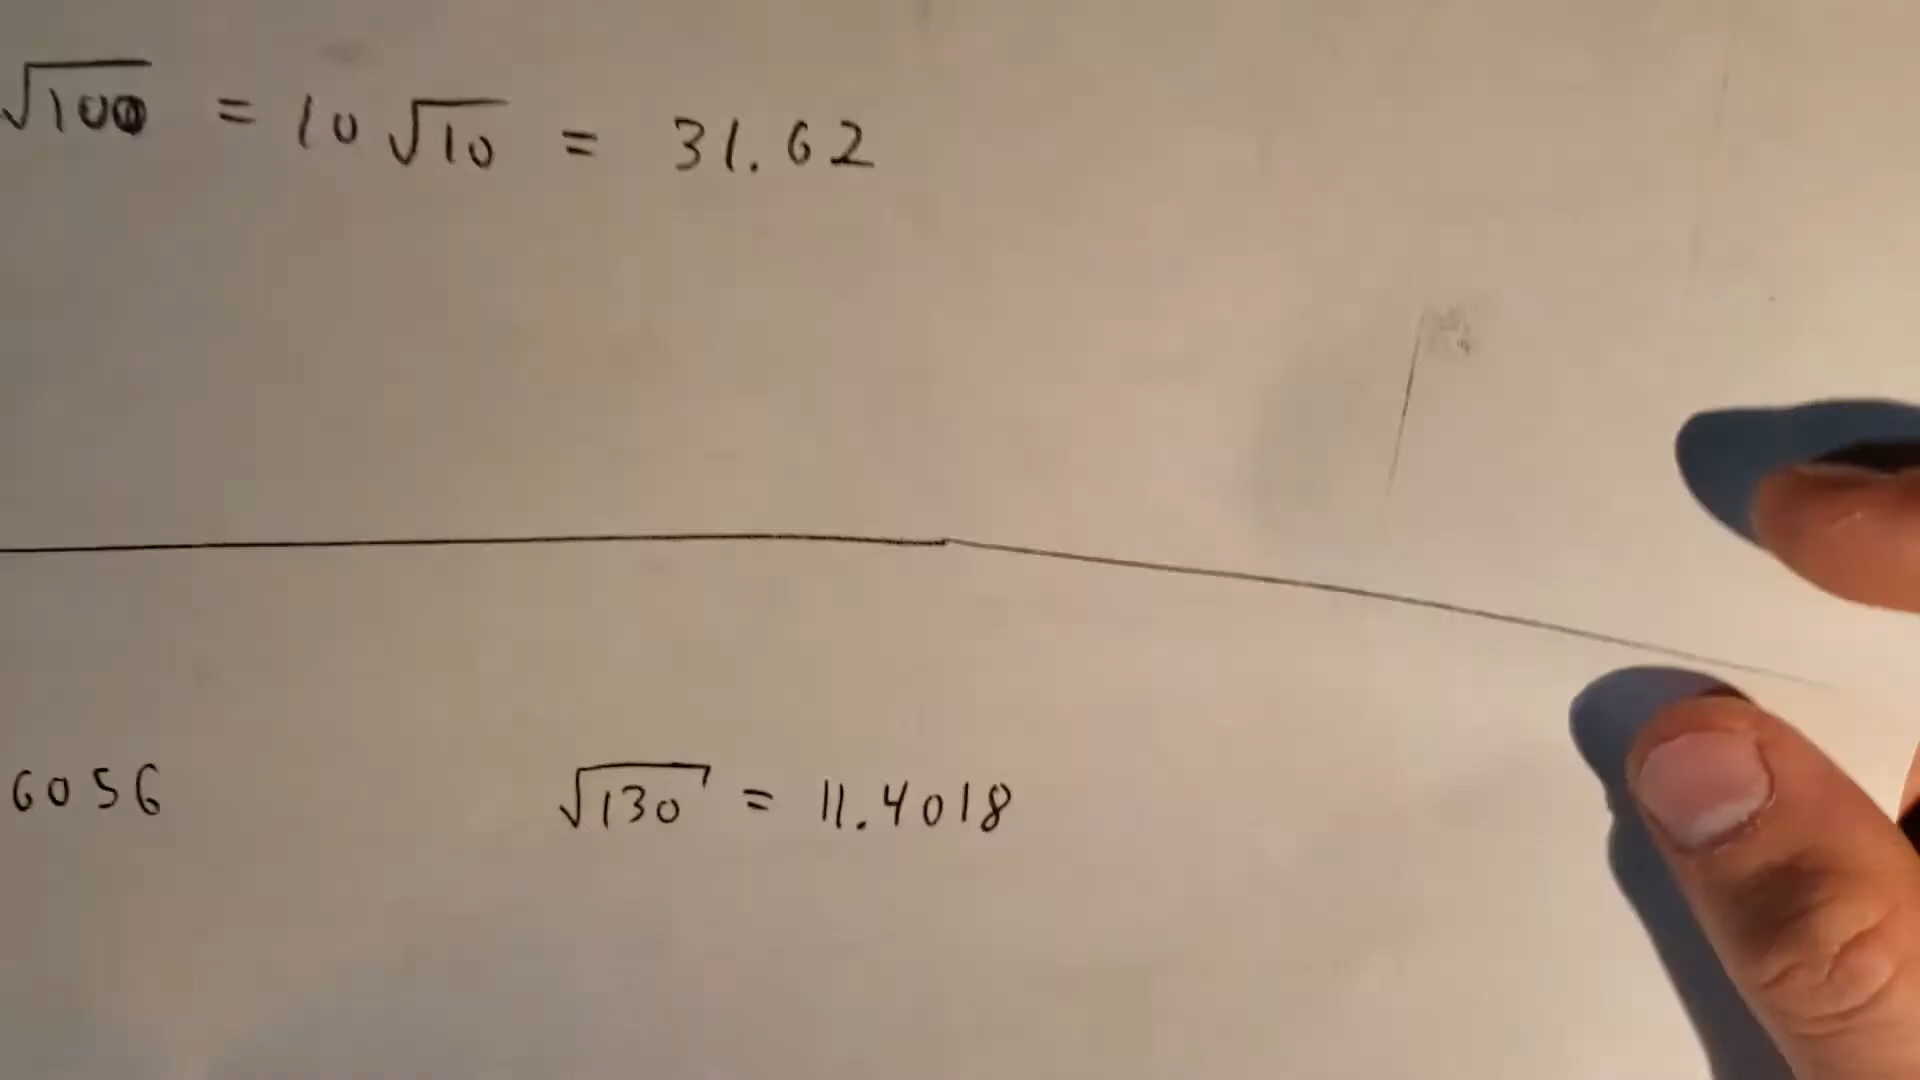 √100 = 10 √10 = 31.62
6056 √130 = 11.4018